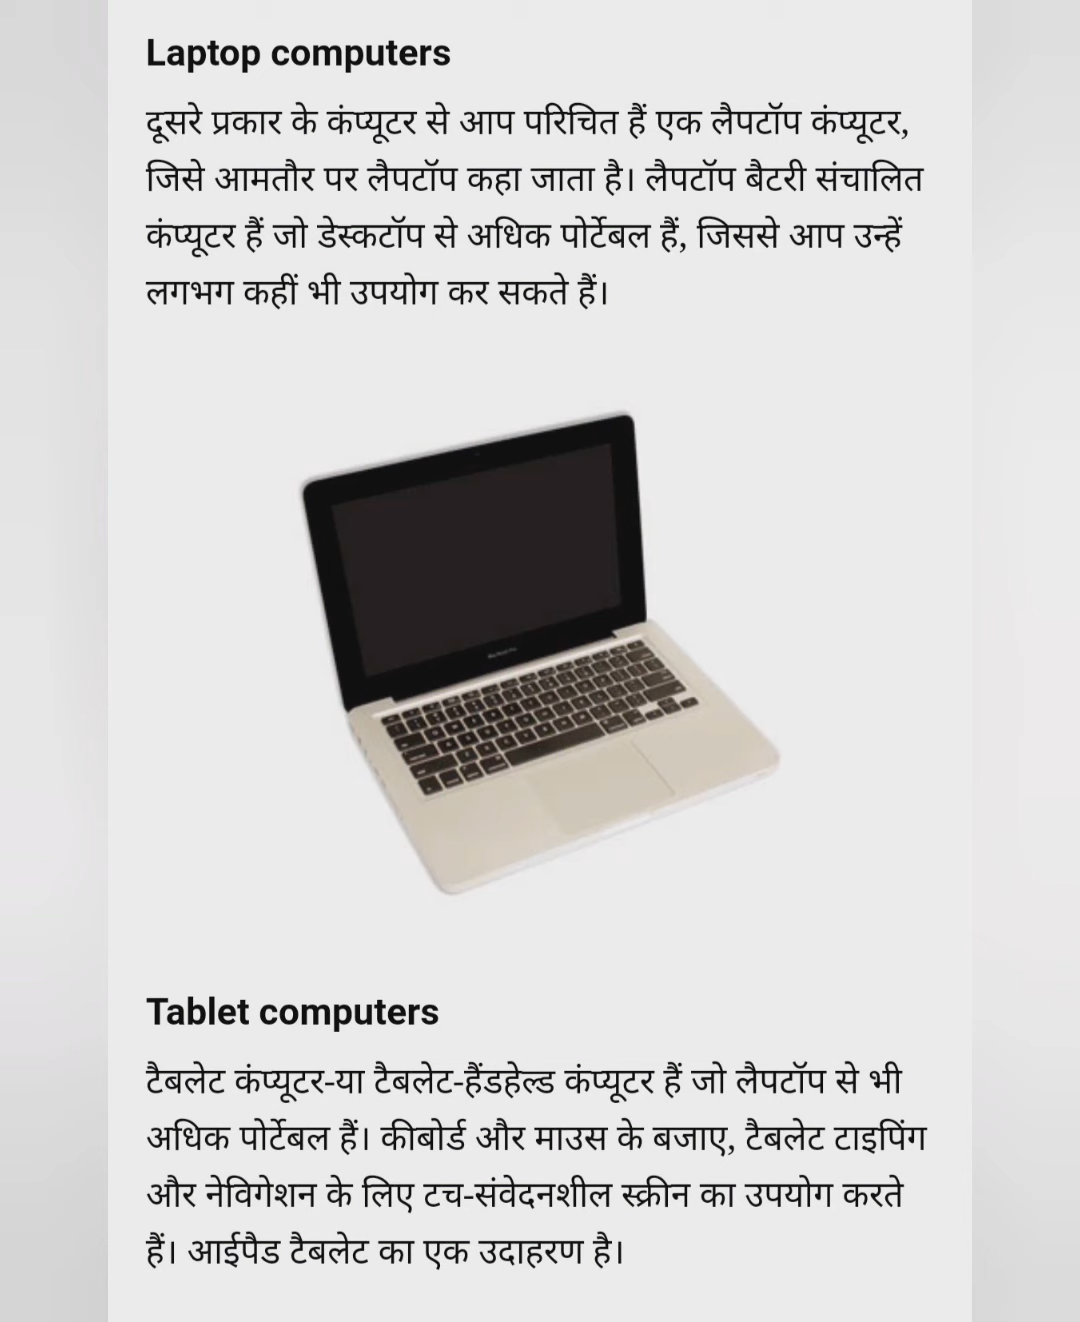 Laptop computers
दूसरे प्रकार के कंप्यूटर से आप परिचित हैं एक लैपटॉप कंप्यूटर,
जिसे आमतौर पर लैपटॉप कहा जाता है। लैपटॉप बैटरी संचालित
कंप्यूटर हैं जो डेस्कटॉप से अधिक पोर्टेबल हैं, जिससे आप उन्हें
लगभग कहीं भी उपयोग कर सकते हैं।
Tablet computers
टैबलेट कंप्यूटर-या टैबलेट-हैंडहेल्ड कंप्यूटर हैं जो लैपटॉप से भी
अधिक पोर्टेबल हैं। कीबोर्ड और माउस के बजाए, टैबलेट टाइपिंग
और नेविगेशन के लिए टच-संवेदनशील स्क्रीन का उपयोग करते
हैं। आईपैड टैबलेट का एक उदाहरण है।